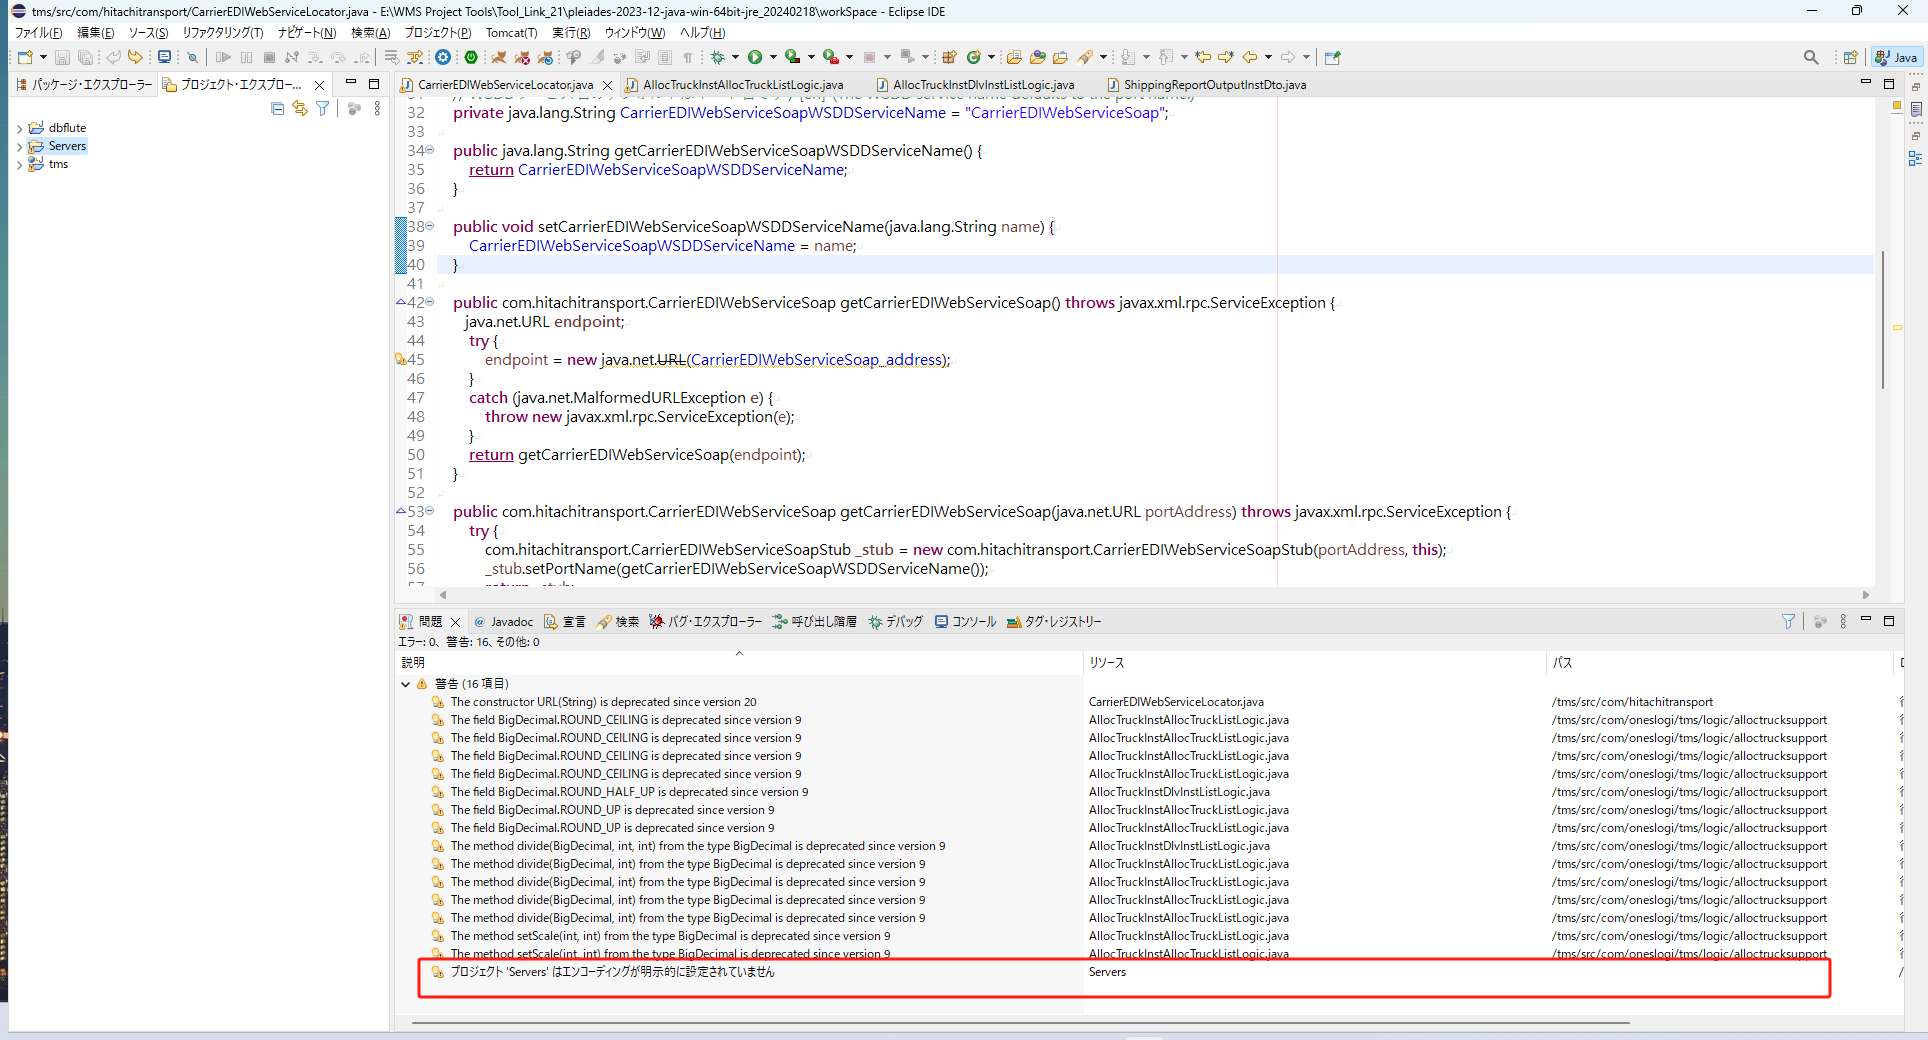 tms/src/com/hitachitransport/CarrierEDIWebServiceLocator.java - E:\WMS Project Tools\Tool_Link_21\pleiades-2023-12-java-win-64bit-jre_20240218\workSpace - Eclipse IDE
ファイル(F) 編集(E) ソース(S) リファクタリング(T) ナビゲート(N) 検索(A) プロジェクト(P) Tomcat(T) 実行(R) ウィンドウ(W) ヘルプ(H)
Java
パッケージ・エクスプローラー プロジェクト・エクスプロー...
dbflute
Servers
tms
CarrierEDIWebServiceLocator.java AllocTruckInstAllocTruckListLogic.java AllocTruckInstDlvInstListLogic.java ShippingReportOutputInstDto.java
32 private java.lang.String CarrierEDIWebServiceSoapWSDDServiceName = "CarrierEDIWebServiceSoap";
33
34 public java.lang.String getCarrierEDIWebServiceSoapWSDDServiceName() {
35 return CarrierEDIWebServiceSoapWSDDServiceName;
36 }
37
38 public void setCarrierEDIWebServiceSoapWSDDServiceName(java.lang.String name) {
39 CarrierEDIWebServiceSoapWSDDServiceName = name;
40 }
41
42 public com.hitachitransport.CarrierEDIWebServiceSoap getCarrierEDIWebServiceSoap() throws javax.xml.rpc.ServiceException {
43 java.net.URL endpoint;
44 try {
45 endpoint = new java.net.URL(CarrierEDIWebServiceSoap_address);
46 }
47 catch (java.net.MalformedURLException e) {
48 throw new javax.xml.rpc.ServiceException(e);
49 }
50 return getCarrierEDIWebServiceSoap(endpoint);
51 }
52
53 public com.hitachitransport.CarrierEDIWebServiceSoap getCarrierEDIWebServiceSoap(java.net.URL portAddress) throws javax.xml.rpc.ServiceException {
54 try {
55 com.hitachitransport.CarrierEDIWebServiceSoapStub _stub = new com.hitachitransport.CarrierEDIWebServiceSoapStub(portAddress, this);
56 _stub.setPortName(getCarrierEDIWebServiceSoapWSDDServiceName());
問題 @ Javadoc 宣言 検索 バグ・エクスプローラー 呼び出し階層 デバッグ コンソール タグ・レジストリー
エラー: 0、警告: 16、その他: 0
説明 リソース パス
警告 (16 項目)
The constructor URL(String) is deprecated since version 20 CarrierEDIWebServiceLocator.java /tms/src/com/hitachitransport
The field BigDecimal.ROUND_CEILING is deprecated since version 9 AllocTruckInstAllocTruckListLogic.java /tms/src/com/oneslogi/tms/logic/alloctrucksupport
The field BigDecimal.ROUND_CEILING is deprecated since version 9 AllocTruckInstAllocTruckListLogic.java /tms/src/com/oneslogi/tms/logic/alloctrucksupport
The field BigDecimal.ROUND_CEILING is deprecated since version 9 AllocTruckInstAllocTruckListLogic.java /tms/src/com/oneslogi/tms/logic/alloctrucksupport
The field BigDecimal.ROUND_CEILING is deprecated since version 9 AllocTruckInstAllocTruckListLogic.java /tms/src/com/oneslogi/tms/logic/alloctrucksupport
The field BigDecimal.ROUND_HALF_UP is deprecated since version 9 AllocTruckInstDlvInstListLogic.java /tms/src/com/oneslogi/tms/logic/alloctrucksupport
The field BigDecimal.ROUND_UP is deprecated since version 9 AllocTruckInstAllocTruckListLogic.java /tms/src/com/oneslogi/tms/logic/alloctrucksupport
The field BigDecimal.ROUND_UP is deprecated since version 9 AllocTruckInstAllocTruckListLogic.java /tms/src/com/oneslogi/tms/logic/alloctrucksupport
The method divide(BigDecimal, int, int) from the type BigDecimal is deprecated since version 9 AllocTruckInstDlvInstListLogic.java /tms/src/com/oneslogi/tms/logic/alloctrucksupport
The method divide(BigDecimal, int) from the type BigDecimal is deprecated since version 9 AllocTruckInstAllocTruckListLogic.java /tms/src/com/oneslogi/tms/logic/alloctrucksupport
The method divide(BigDecimal, int) from the type BigDecimal is deprecated since version 9 AllocTruckInstAllocTruckListLogic.java /tms/src/com/oneslogi/tms/logic/alloctrucksupport
The method divide(BigDecimal, int) from the type BigDecimal is deprecated since version 9 AllocTruckInstAllocTruckListLogic.java /tms/src/com/oneslogi/tms/logic/alloctrucksupport
The method divide(BigDecimal, int) from the type BigDecimal is deprecated since version 9 AllocTruckInstAllocTruckListLogic.java /tms/src/com/oneslogi/tms/logic/alloctrucksupport
The method setScale(int, int) from the type BigDecimal is deprecated since version 9 AllocTruckInstAllocTruckListLogic.java /tms/src/com/oneslogi/tms/logic/alloctrucksupport
The method setScale(int, int) from the type BigDecimal is deprecated since version 9 AllocTruckInstAllocTruckListLogic.java /tms/src/com/oneslogi/tms/logic/alloctrucksupport
プロジェクト 'Servers' はエンコーディングが明示的に設定されていません Servers /